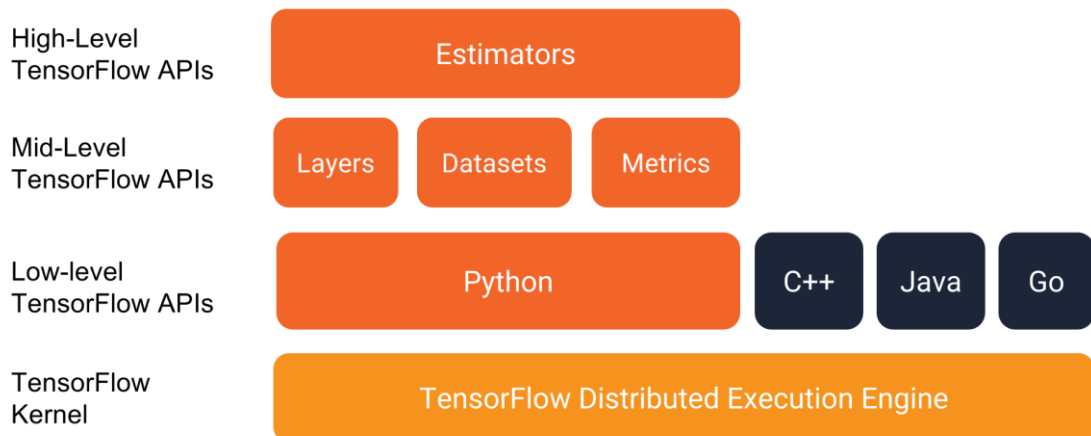 High-Level
TensorFlow APIs
Estimators
Mid-Level
TensorFlow APIs
Layers
Datasets
Metrics
Low-level
TensorFlow APIs
Python
C++
Java
Go
TensorFlow
Kernel
TensorFlow Distributed Execution Engine